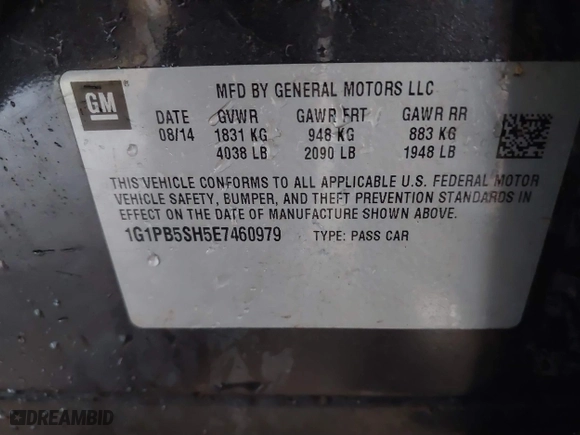 GM
MFD BY GENERAL MOTORS LLC
08/14 GVWR GAWR FRT GAWR RR
1831 KG 948 KG 883 KG
4038 LB 2090 LB 1948 LB
THIS VEHICLE CONFORMS TO ALL APPLICABLE U.S. FEDERAL MOTOR
VEHICLE SAFETY, BUMPER, AND THEFT PREVENTION STANDARDS IN
EFFECT ON THE DATE OF MANUFACTURE SHOWN ABOVE.
1G1PB5SH5E7460979 TYPE: PASS CAR
DREAMBID